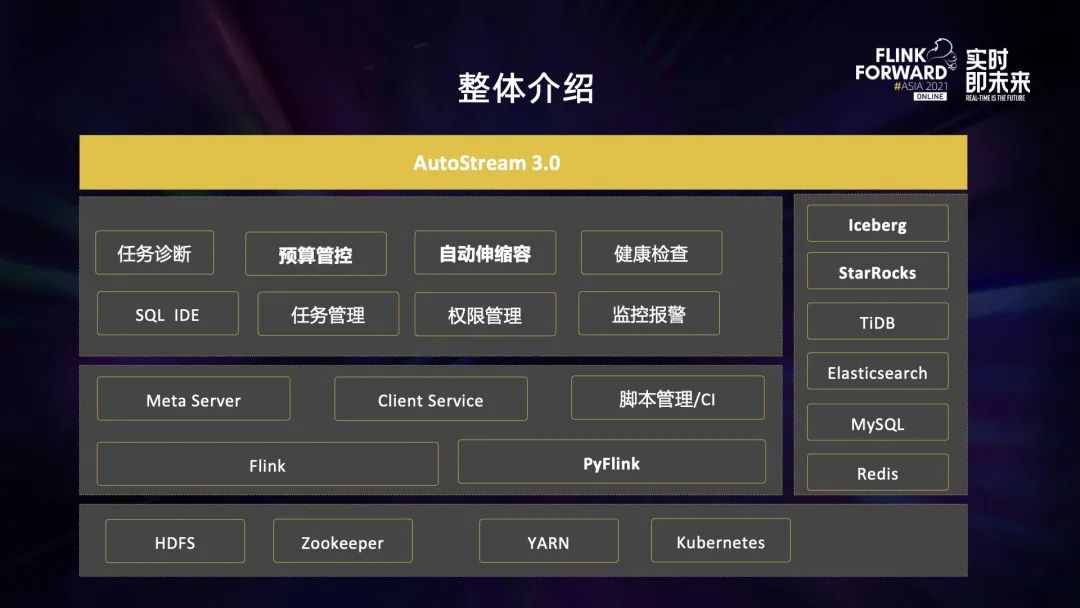 FLINK
FORWARD
#ASIA 2021
ONLINE
实时
即未来
REAL-TIME IS THE FUTURE
整体介绍
AutoStream 3.0
任务诊断
预算管控
自动伸缩容
健康检查
SQL IDE
任务管理
权限管理
监控报警
Meta Server
Client Service
脚本管理/CI
Flink
PyFlink
Iceberg
StarRocks
TiDB
Elasticsearch
MySQL
Redis
HDFS
Zookeeper
YARN
Kubernetes